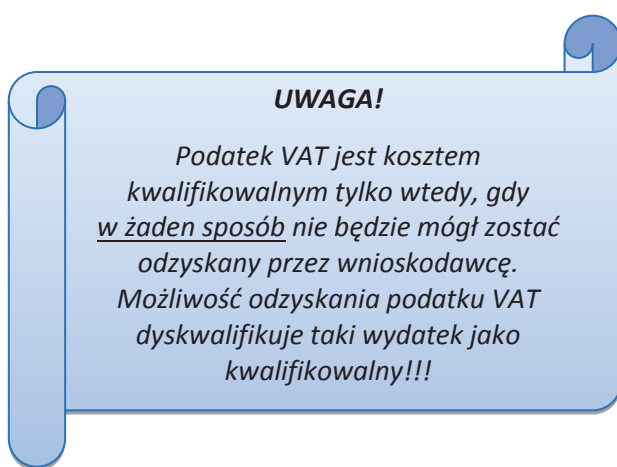 UWAGA!
Podatek VAT jest kosztem
kwalifikowalnym tylko wtedy, gdy
w żaden sposób nie będzie mógł zostać
odzyskany przez wnioskodawcę.
Możliwość odzyskania podatku VAT
dyskwalifikuje taki wydatek jako
kwalifikowalny!!!